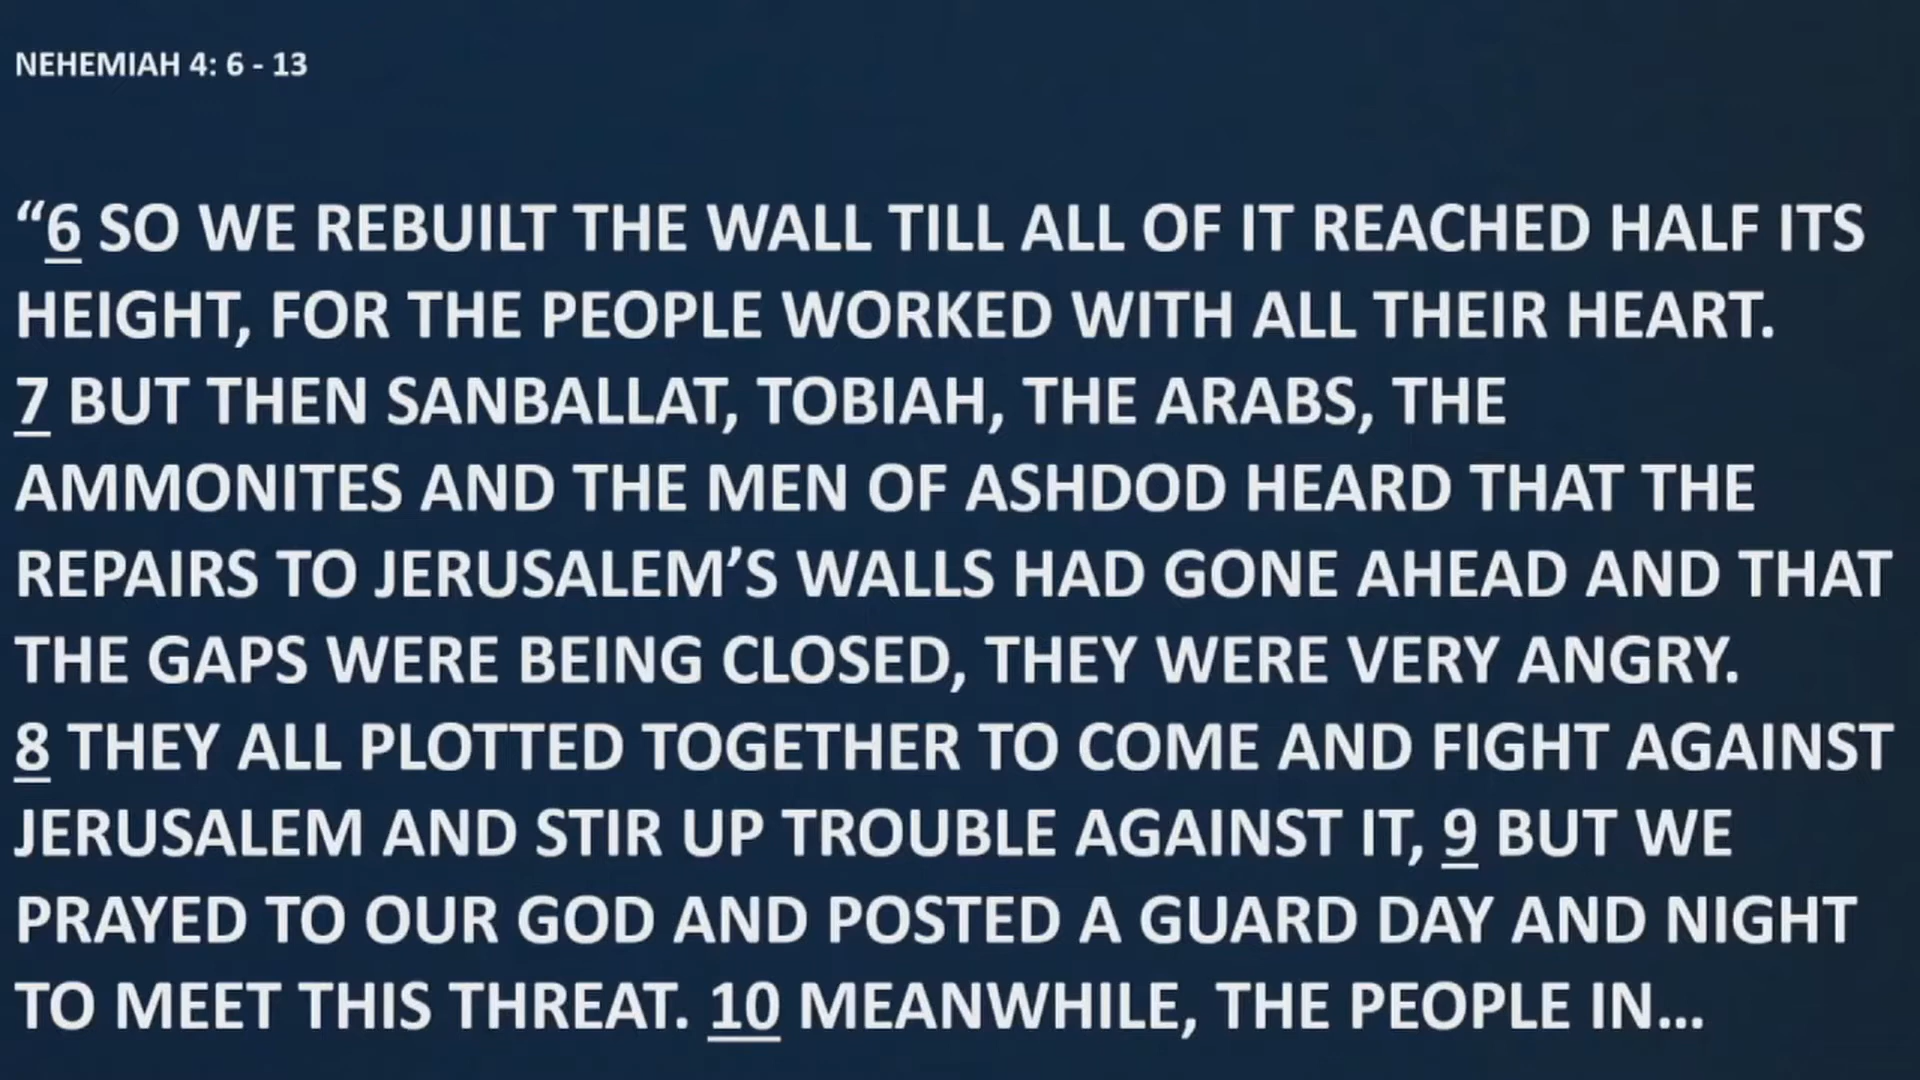 NEHEMIAH 4: 6 - 13
“6 SO WE REBUILT THE WALL TILL ALL OF IT REACHED HALF ITS
HEIGHT, FOR THE PEOPLE WORKED WITH ALL THEIR HEART.
7 BUT THEN SANBALLAT, TOBIAH, THE ARABS, THE
AMMONITES AND THE MEN OF ASHDOD HEARD THAT THE
REPAIRS TO JERUSALEM’S WALLS HAD GONE AHEAD AND THAT
THE GAPS WERE BEING CLOSED, THEY WERE VERY ANGRY.
8 THEY ALL PLOTTED TOGETHER TO COME AND FIGHT AGAINST
JERUSALEM AND STIR UP TROUBLE AGAINST IT, 9 BUT WE
PRAYED TO OUR GOD AND POSTED A GUARD DAY AND NIGHT
TO MEET THIS THREAT. 10 MEANWHILE, THE PEOPLE IN...